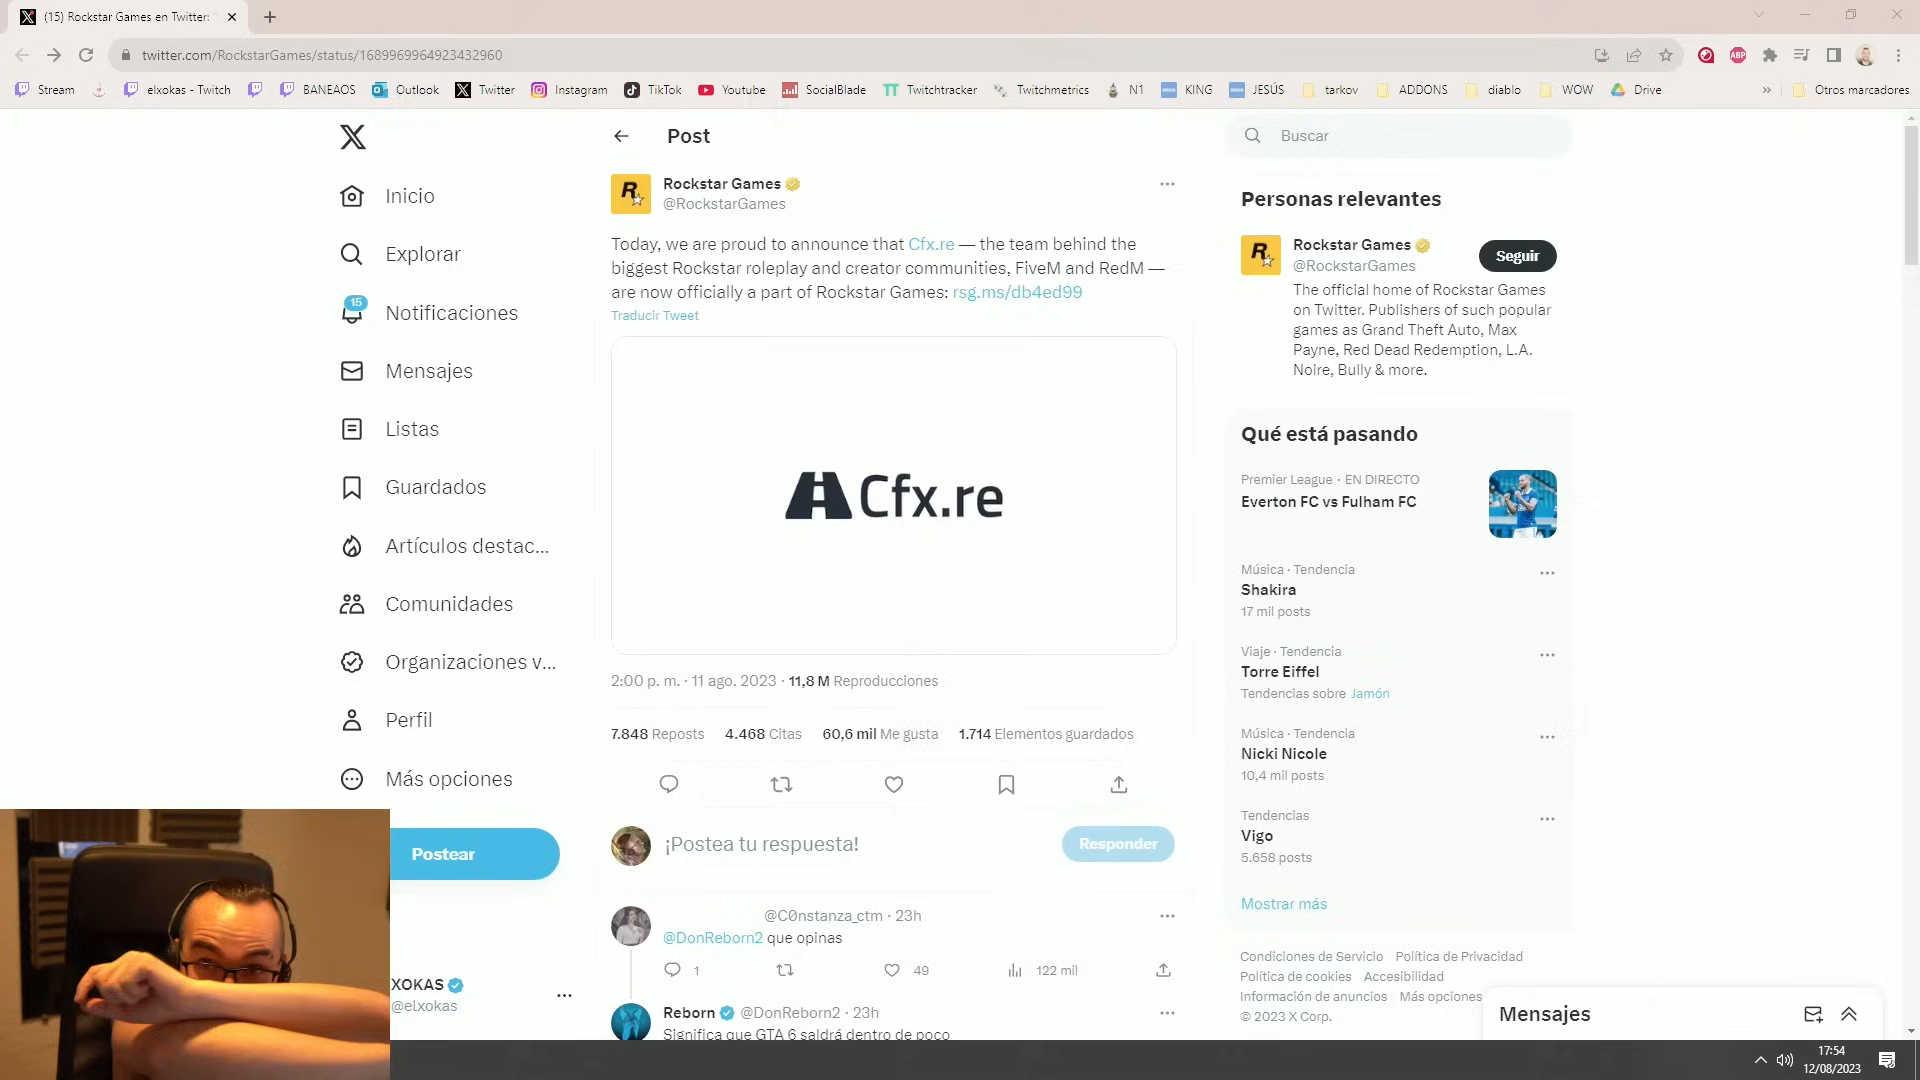 (15) Rockstar Games en Twitter: "
twitter.com/RockstarGames/status/1689969964923432960
ABP
Stream
elxokas - Twitch
BANEAOS
Outlook
Twitter
Instagram
TikTok
Youtube
SocialBlade
Twitchtracker
Twitchmetrics
N1
KING
JESÚS
tarkov
ADDONS
diablo
WOW
Drive
Otros marcadores
Inicio
Explorar
15
Notificaciones
Mensajes
Listas
Guardados
Artículos destac...
Comunidades
Organizaciones v...
Perfil
Más opciones
Postear
XOKAS
@elxokas
Post
Rockstar Games
@RockstarGames
Today, we are proud to announce that Cfx.re — the team behind the
biggest Rockstar roleplay and creator communities, FiveM and RedM —
are now officially a part of Rockstar Games: rsg.ms/db4ed99
Traducir Tweet
Cfx.re
2:00 p. m. · 11 ago. 2023 · 11,8 M Reproducciones
7.848 Reposts 4.468 Citas 60,6 mil Me gusta 1.714 Elementos guardados
¡Postea tu respuesta!
Responder
@C0nstanza_ctm · 23h
@DonReborn2 que opinas
1 49 122 mil
Reborn @DonReborn2 · 23h
Significa que GTA 6 saldrá dentro de poco
Buscar
Personas relevantes
Rockstar Games
@RockstarGames
Seguir
The official home of Rockstar Games
on Twitter. Publishers of such popular
games as Grand Theft Auto, Max
Payne, Red Dead Redemption, L.A.
Noire, Bully & more.
Qué está pasando
Premier League · EN DIRECTO
Everton FC vs Fulham FC
Música · Tendencia
Shakira
17 mil posts
Viaje · Tendencia
Torre Eiffel
Tendencias sobre Jamón
Música · Tendencia
Nicki Nicole
10,4 mil posts
Tendencias
Vigo
5.658 posts
Mostrar más
Condiciones de Servicio Política de Privacidad
Política de cookies Accesibilidad
Información de anuncios Más opciones
© 2023 X Corp.
Mensajes
17:54
12/08/2023